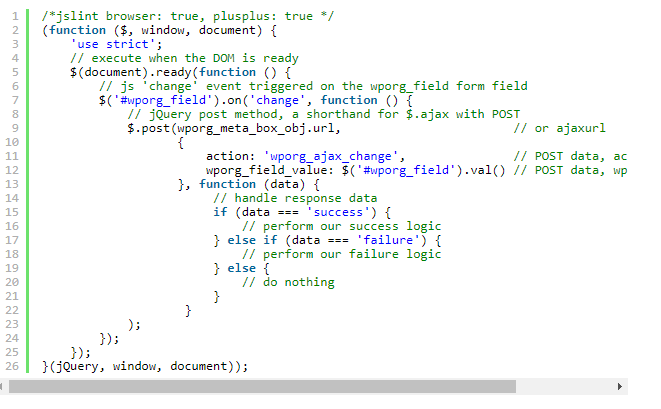 1 /*jslint browser: true, plusplus: true */
2 (function ($, window, document) {
3     'use strict';
4     // execute when the DOM is ready
5     $(document).ready(function () {
6         // js 'change' event triggered on the wporg_field form field
7         $('#wporg_field').on('change', function () {
8             // jQuery post method, a shorthand for $.ajax with POST
9             $.post(wporg_meta_box_obj.url,                        // or ajaxurl
10                    {
11                        action: 'wporg_ajax_change',               // POST data, ac
12                        wporg_field_value: $('#wporg_field').val() // POST data, wp
13                    }, function (data) {
14                         // handle response data
15                         if (data === 'success') {
16                             // perform our success logic
17                         } else if (data === 'failure') {
18                             // perform our failure logic
19                         } else {
20                             // do nothing
21                         }
22                     }
23             );
24         });
25     });
26 }(jQuery, window, document));